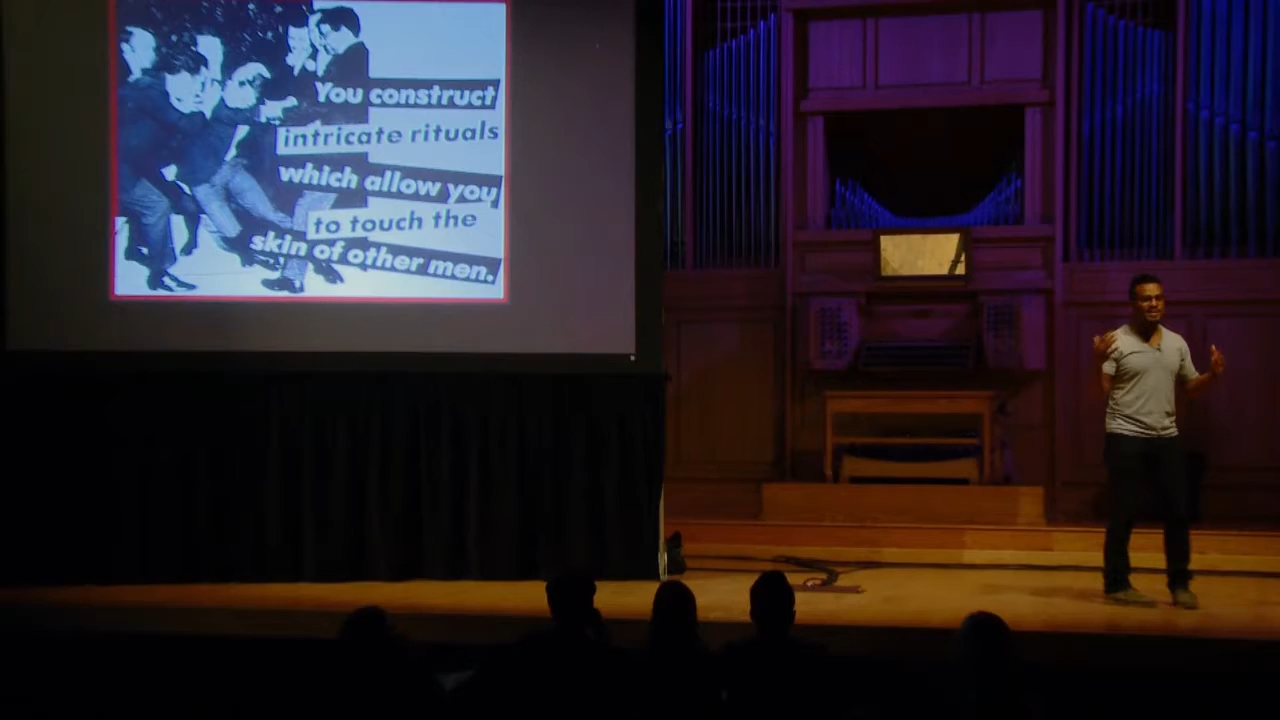 You construct
intricate rituals
which allow you
to touch the
skin of other men.